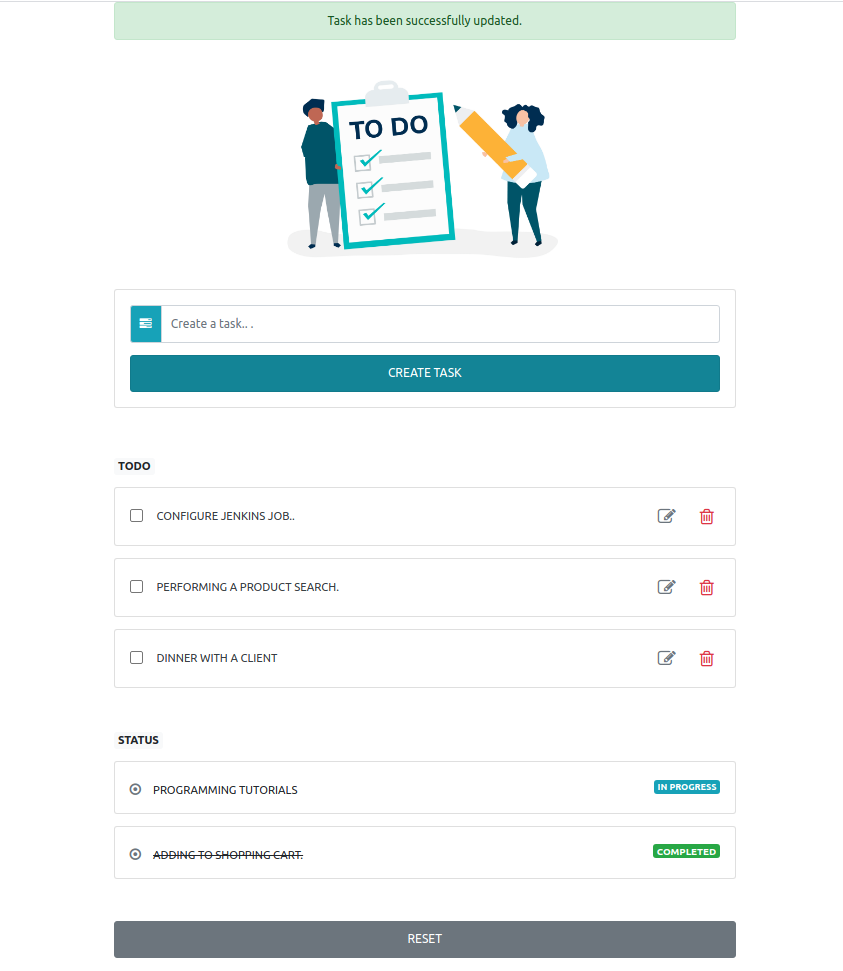 Task has been successfully updated.
TO DO
Create a task.. .
CREATE TASK
TODO
CONFIGURE JENKINS JOB..
PERFORMING A PRODUCT SEARCH.
DINNER WITH A CLIENT
STATUS
PROGRAMMING TUTORIALS
IN PROGRESS
ADDING TO SHOPPING CART.
COMPLETED
RESET